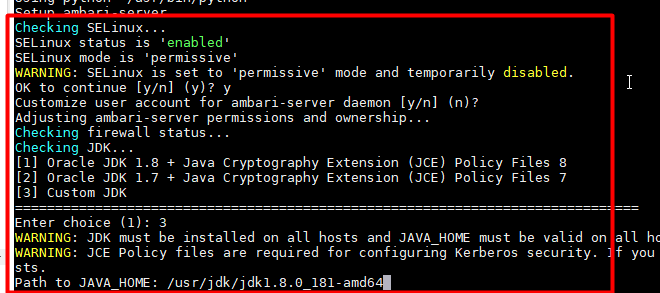 Using python /usr/bin/python
Setup ambari-server
Checking SELinux...
SELinux status is 'enabled'
SELinux mode is 'permissive'
WARNING: SELinux is set to 'permissive' mode and temporarily disabled.
OK to continue [y/n] (y)? y
Customize user account for ambari-server daemon [y/n] (n)?
Adjusting ambari-server permissions and ownership...
Checking firewall status...
Checking JDK...
[1] Oracle JDK 1.8 + Java Cryptography Extension (JCE) Policy Files 8
[2] Oracle JDK 1.7 + Java Cryptography Extension (JCE) Policy Files 7
[3] Custom JDK
==============================================================================
Enter choice (1): 3
WARNING: JDK must be installed on all hosts and JAVA_HOME must be valid on all ho
WARNING: JCE Policy files are required for configuring Kerberos security. If you
sts.
Path to JAVA_HOME: /usr/jdk/jdk1.8.0_181-amd64